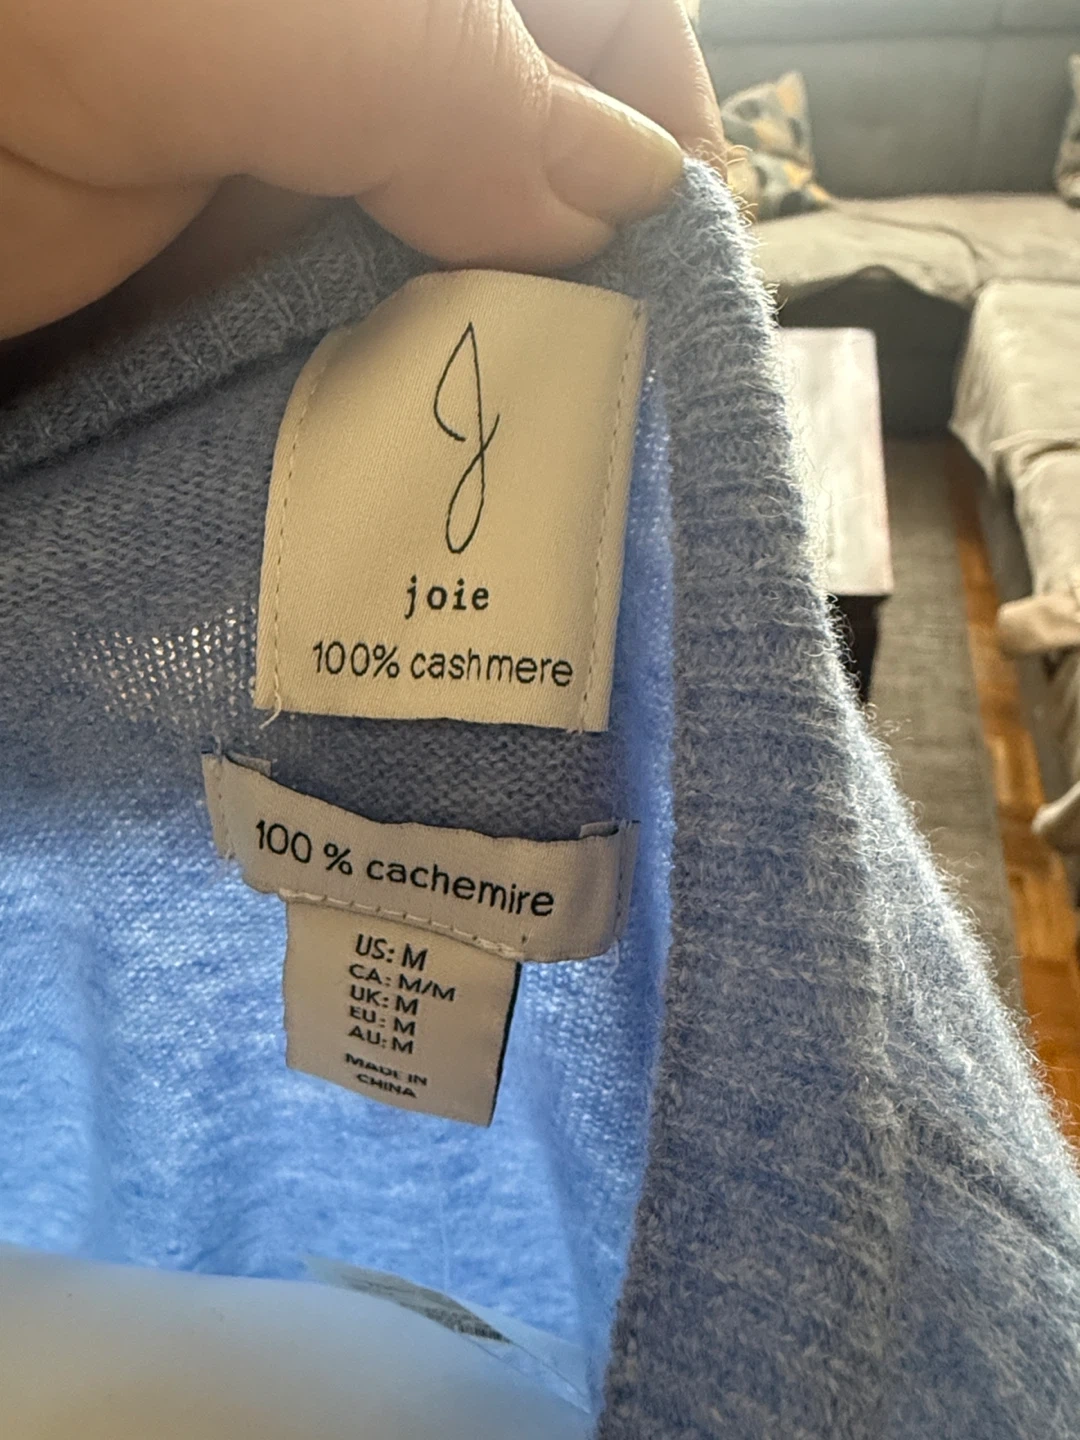 J
joie
100% cashmere
100 % cachemire
US: M
CA: M/M
UK: M
EU: M
AU: M
MADE IN
CHINA